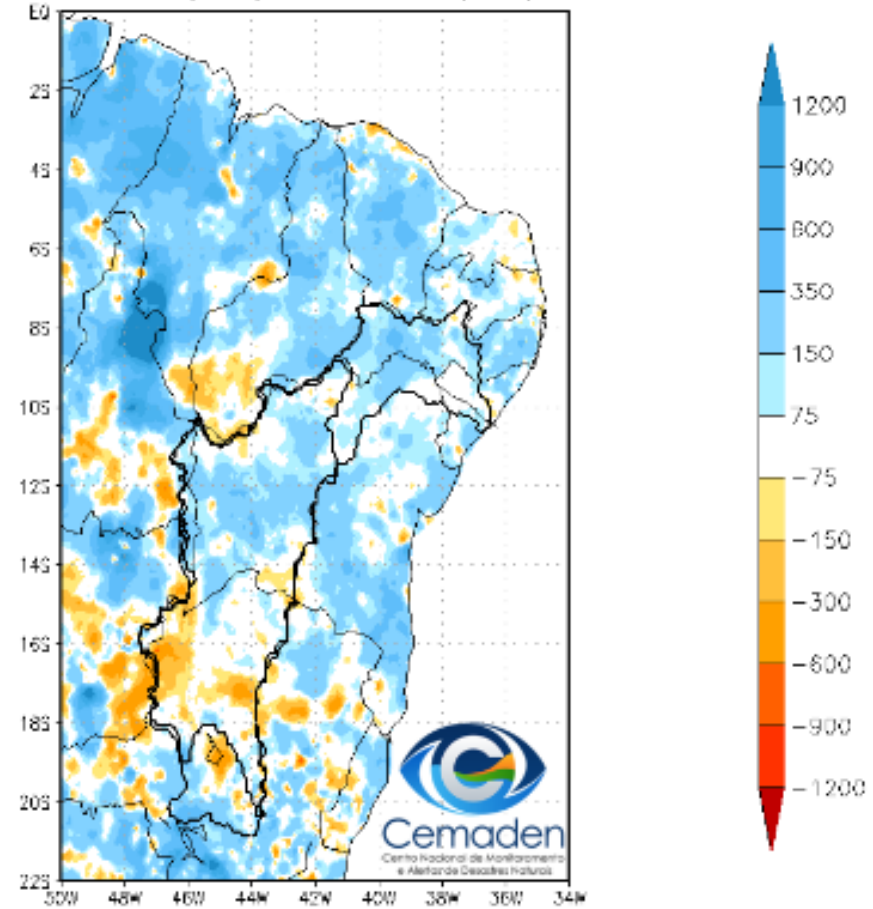 EQ
2S
4S
6S
8S
10S
12S
14S
16S
18S
20S
22S
50W 48W 46W 44W 42W 40W 38W 36W 34W
1200
900
600
350
150
75
-75
-150
-300
-600
-900
-1200
Cemaden
Centro Nacional de Monitoramento
e Alertas de Desastres Naturais